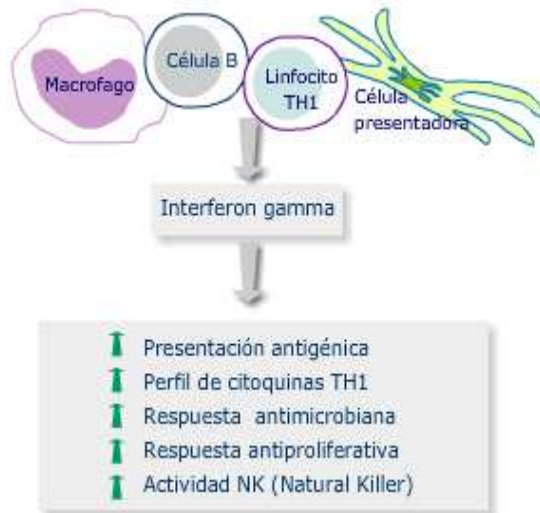 Macrofago
Célula B
Linfocito
TH1
Célula
presentadora
Interferon gamma
Presentación antigénica
Perfil de citoquinas TH1
Respuesta antimicrobiana
Respuesta antiproliferativa
Actividad NK (Natural Killer)